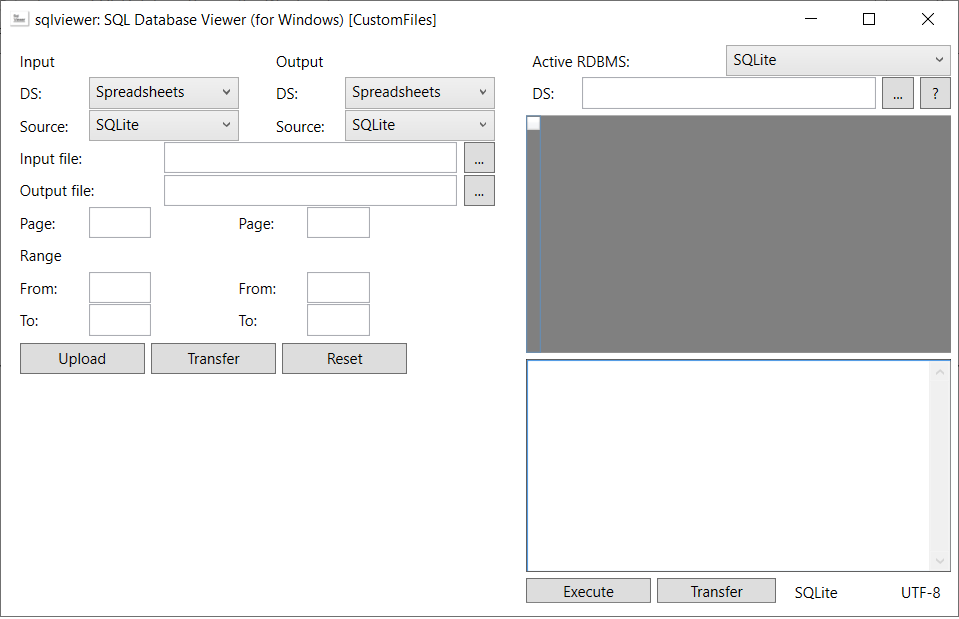 sqlviewer: SQL Database Viewer (for Windows) [CustomFiles]
Input
Output
DS:
Spreadsheets
DS:
Spreadsheets
Source:
SQLite
Source:
SQLite
Input file:
...
Output file:
...
Page:
Page:
Range
From:
From:
To:
To:
Upload
Transfer
Reset
Active RDBMS:
SQLite
DS:
...
?
Execute
Transfer
SQLite
UTF-8